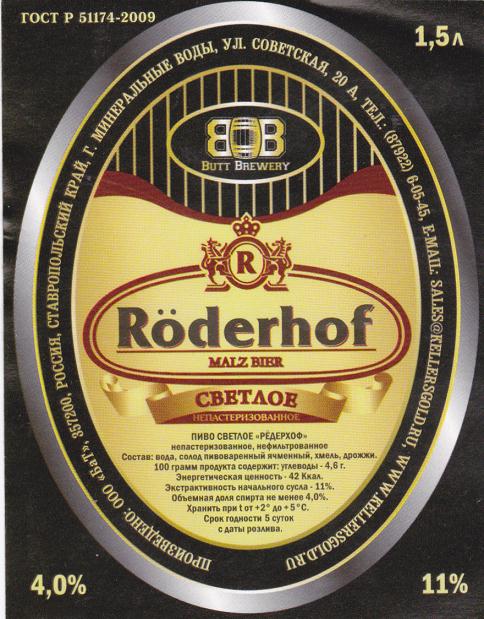 ГОСТ Р 51174-2009
1,5л
ПРОИЗВЕДЕНО: ООО «БАТ», 357200, РОССИЯ, СТАВРОПОЛЬСКИЙ КРАЙ, Г. МИНЕРАЛЬНЫЕ ВОДЫ, УЛ. СОВЕТСКАЯ, 20 А, ТЕЛ.: (87922) 6-05-45, E-MAIL: SALES@KELLERSGOLD.RU, WWW.KELLERSGOLD.RU
BB
BUTT BREWERY
R
Röderhof
MALZ BIER
СВЕТЛОЕ
НЕПАСТЕРИЗОВАННОЕ
ПИВО СВЕТЛОЕ «РЁДЕРХОФ»
непастеризованное, нефильтрованное
Состав: вода, солод пивоваренный ячменный, хмель, дрожжи.
100 грамм продукта содержит: углеводы - 4,6 г.
Энергетическая ценность - 42 Ккал.
Экстрактивность начального сусла - 11%.
Объемная доля спирта не менее 4,0%.
Хранить при t от +2° до +5°С.
Срок годности 5 суток
с даты розлива.
4,0%
11%